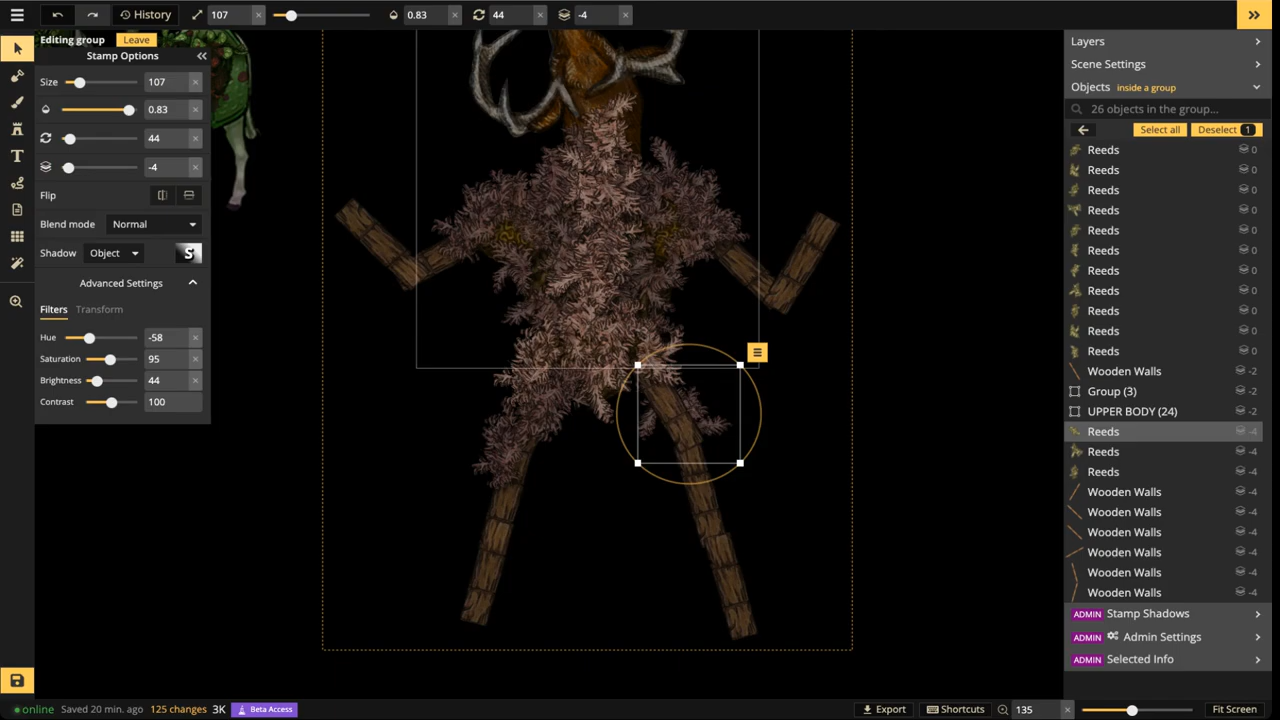 History 107 0.83 44 -4
Editing group Leave
Stamp Options
Size 107
0.83
44
-4
Flip
Blend mode Normal
Shadow Object S
Advanced Settings
Filters Transform
Hue -58
Saturation 95
Brightness 44
Contrast 100
Layers
Scene Settings
Objects inside a group
26 objects in the group...
Select all Deselect 1
Reeds 0
Reeds 0
Reeds 0
Reeds 0
Reeds 0
Reeds 0
Reeds 0
Reeds 0
Reeds 0
Reeds 0
Reeds 0
Wooden Walls -2
Group (3) -2
UPPER BODY (24) -2
Reeds -4
Reeds -4
Reeds -4
Wooden Walls -4
Wooden Walls -4
Wooden Walls -4
Wooden Walls -4
Wooden Walls -4
Wooden Walls -4
ADMIN Stamp Shadows
ADMIN Admin Settings
ADMIN Selected Info
online Saved 20 min. ago 125 changes 3K Beta Access Export Shortcuts 135 Fit Screen